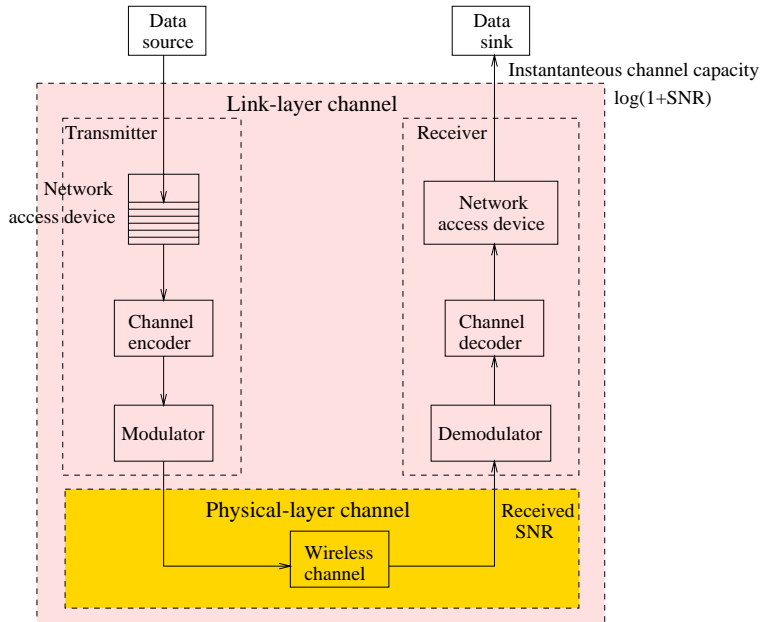 Data
source
Data
sink
Instantanteous channel capacity
log(1+SNR)
Link-layer channel
Transmitter
Receiver
Network
access device
Network
access device
Channel
encoder
Channel
decoder
Modulator
Demodulator
Physical-layer channel
Received
SNR
Wireless
channel